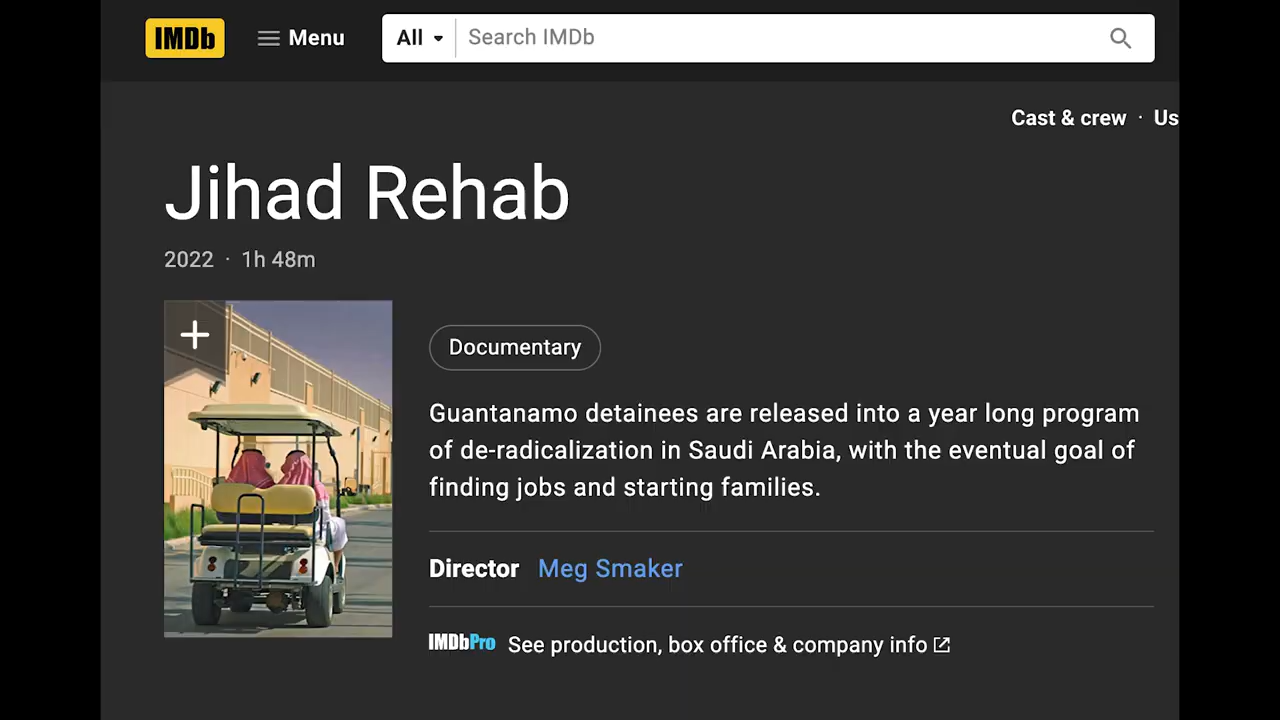 IMDb Menu All Search IMDb
Cast & crew · Us
Jihad Rehab
2022 · 1h 48m
Documentary
Guantanamo detainees are released into a year long program
of de-radicalization in Saudi Arabia, with the eventual goal of
finding jobs and starting families.
Director Meg Smaker
IMDbPro See production, box office & company info